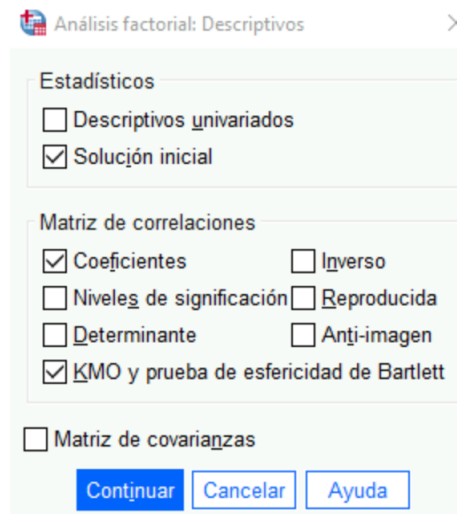 Análisis factorial: Descriptivos
Estadísticos
Descriptivos univariados
Solución inicial
Matriz de correlaciones
Coeficientes Inverso
Niveles de significación Reproducida
Determinante Anti-imagen
KMO y prueba de esfericidad de Bartlett
Matriz de covarianzas
Continuar Cancelar Ayuda